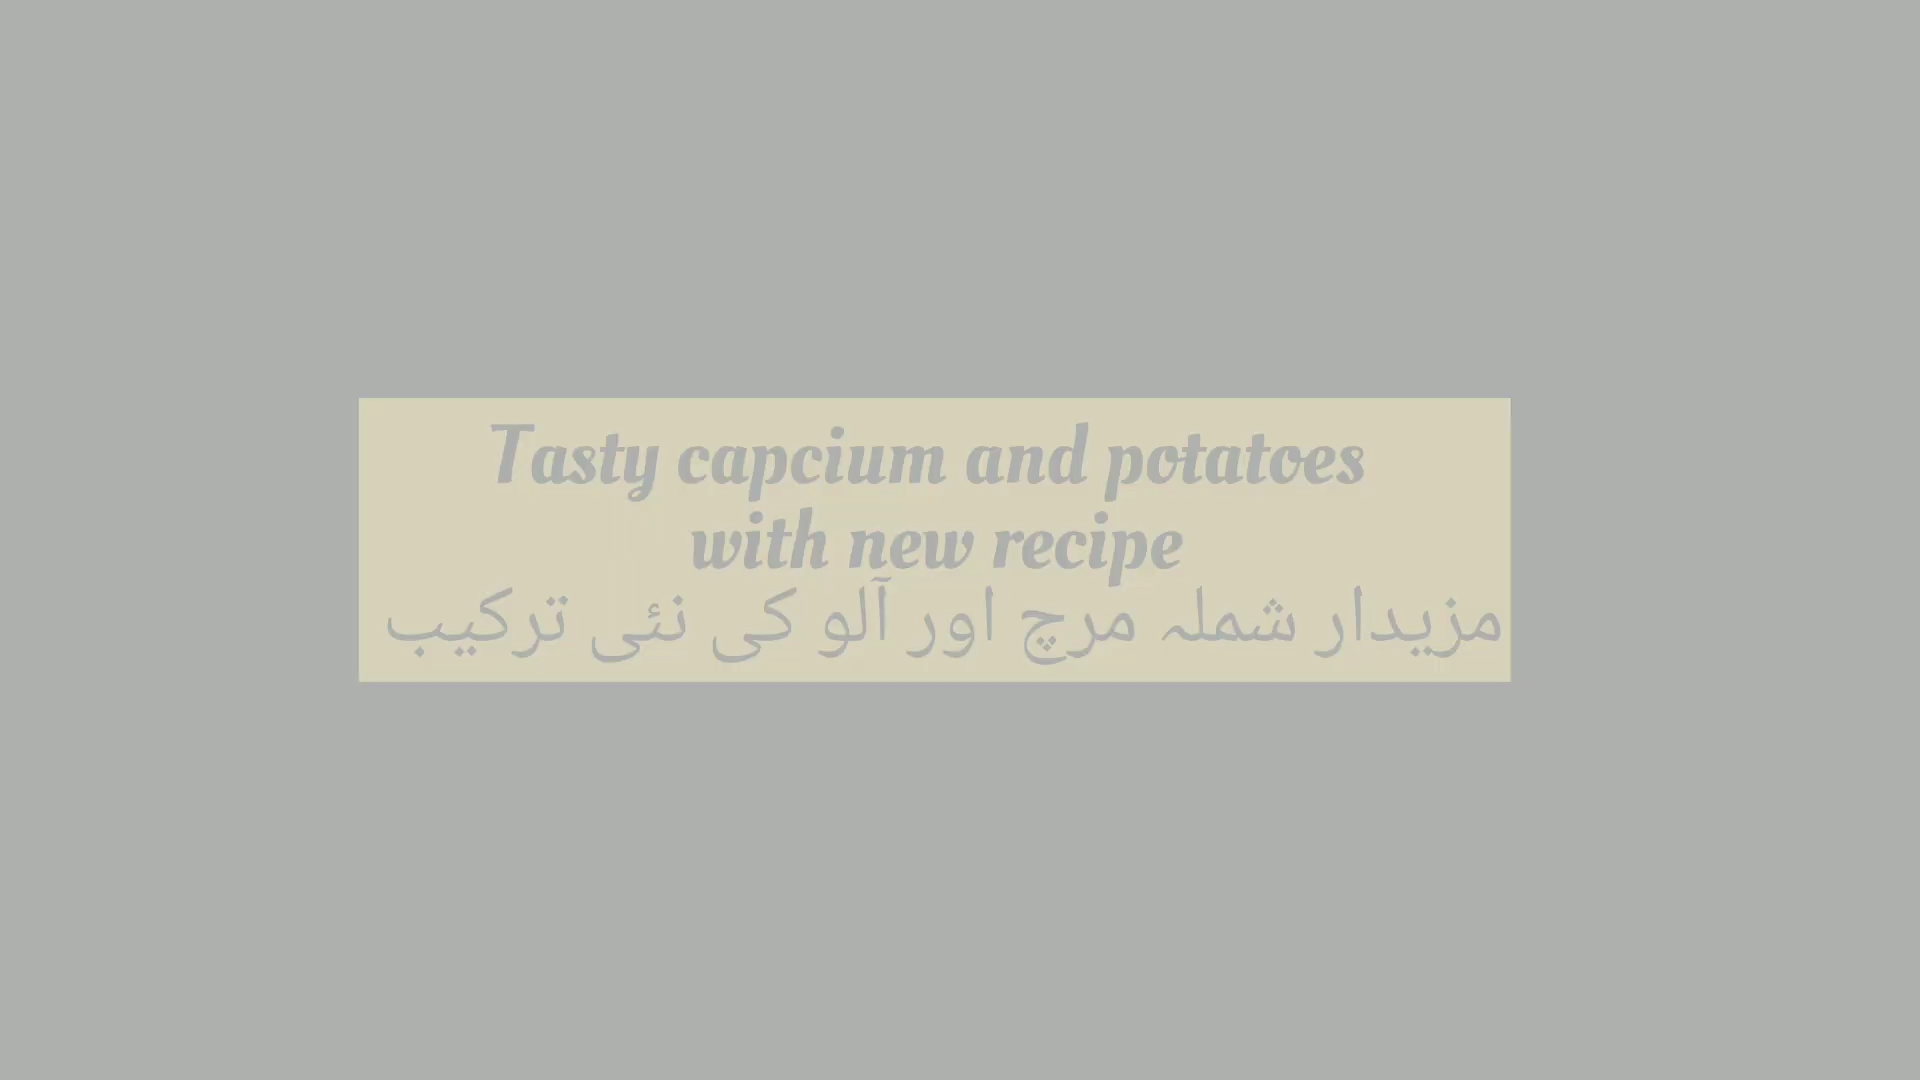 Tasty capcium and potatoes
with new recipe
مزیدار شملہ مرچ اور آلو کی نئی ترکیب